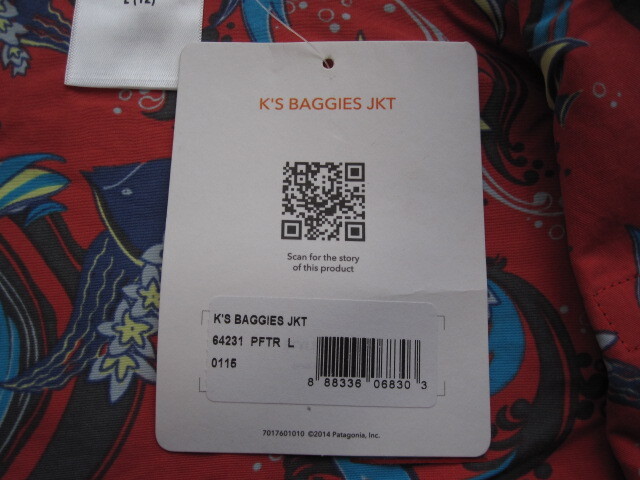 L (12)
K'S BAGGIES JKT
Scan for the story
of this product
K'S BAGGIES JKT
64231 PFTR L
0115
8 88336 06830 3
7017601010 ©2014 Patagonia, Inc.